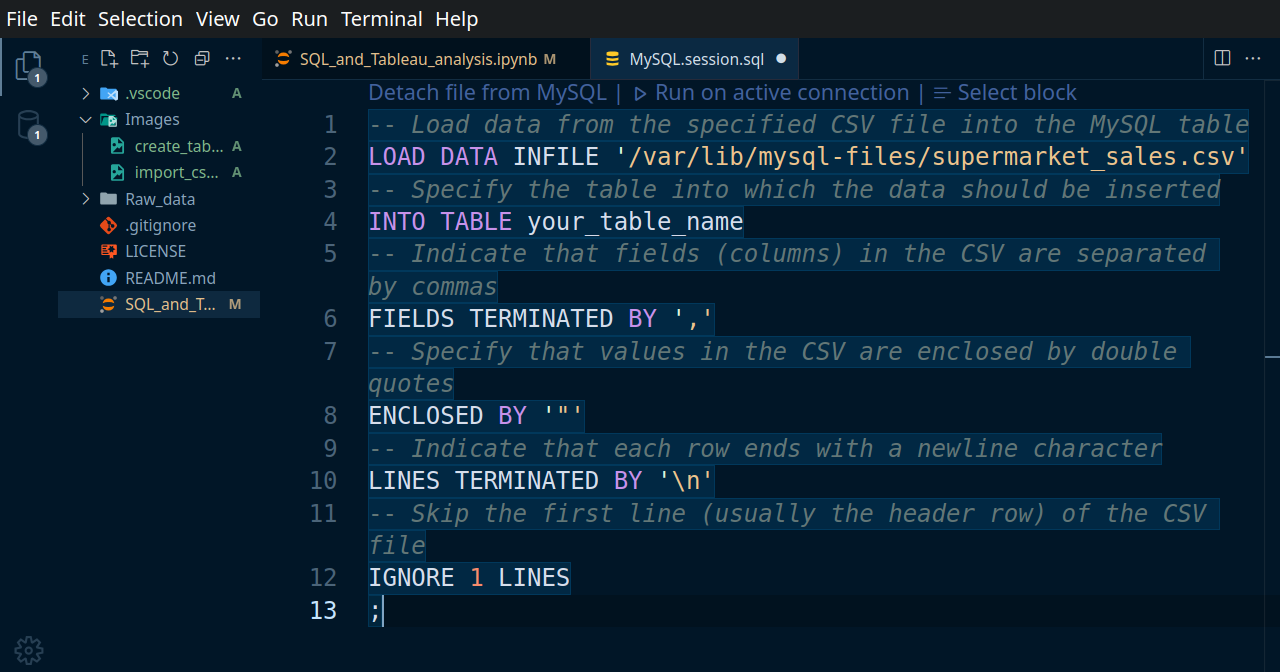 File Edit Selection View Go Run Terminal Help
E
SQL_and_Tableau_analysis.ipynb M
MySQL.session.sql
1
1
.vscode A
Images
create_tab... A
import_cs... A
Raw_data
.gitignore
LICENSE
README.md
SQL_and_T... M
Detach file from MySQL | Run on active connection | Select block
1 -- Load data from the specified CSV file into the MySQL table
2 LOAD DATA INFILE '/var/lib/mysql-files/supermarket_sales.csv'
3 -- Specify the table into which the data should be inserted
4 INTO TABLE your_table_name
5 -- Indicate that fields (columns) in the CSV are separated
by commas
6 FIELDS TERMINATED BY ','
7 -- Specify that values in the CSV are enclosed by double
quotes
8 ENCLOSED BY '"'
9 -- Indicate that each row ends with a newline character
10 LINES TERMINATED BY '\n'
11 -- Skip the first line (usually the header row) of the CSV
file
12 IGNORE 1 LINES
13 ;